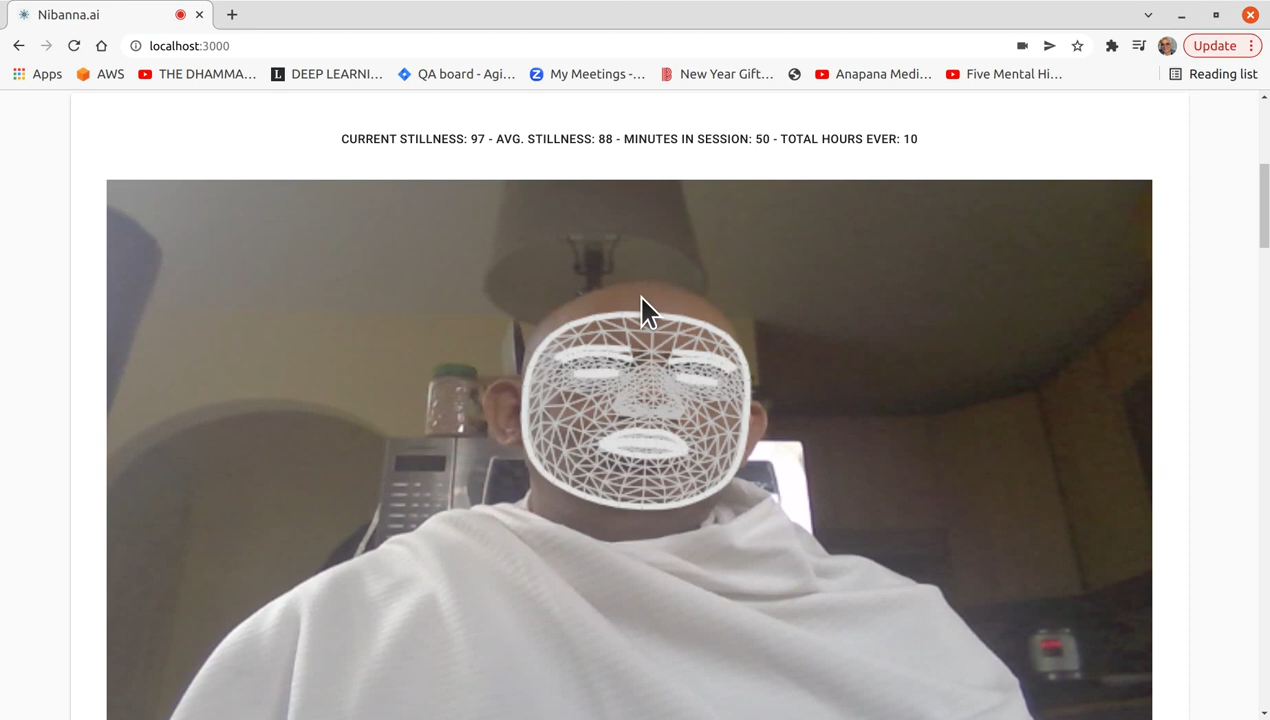 Nibanna.ai
localhost:3000
Update
Apps AWS THE DHAMMA... DEEP LEARNI... QA board - Agi... My Meetings -... New Year Gift... Anapana Medi... Five Mental Hi... Reading list
CURRENT STILLNESS: 97 - AVG. STILLNESS: 88 - MINUTES IN SESSION: 50 - TOTAL HOURS EVER: 10